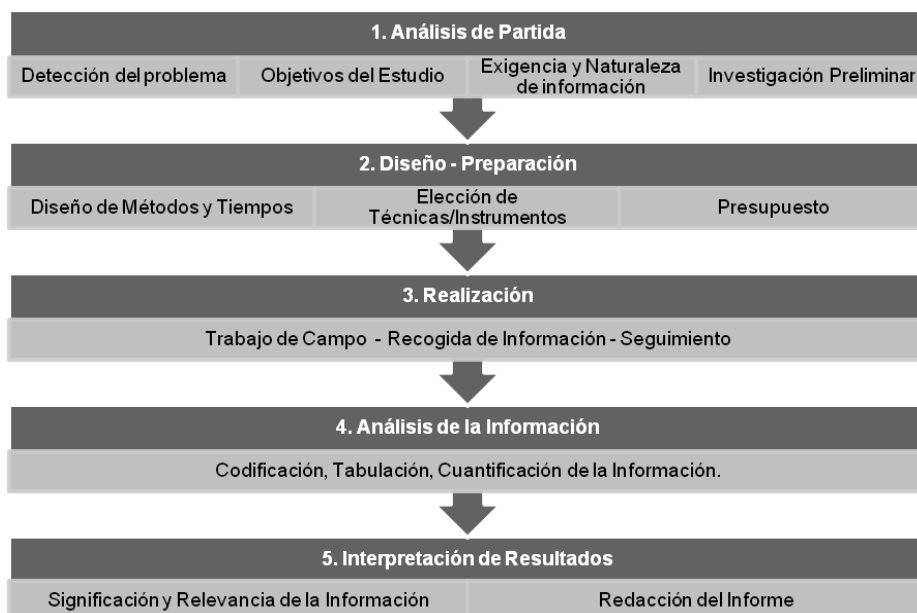 1. Análisis de Partida
Detección del problema
Objetivos del Estudio
Exigencia y Naturaleza
de información
Investigación Preliminar
2. Diseño - Preparación
Diseño de Métodos y Tiempos
Elección de
Técnicas/Instrumentos
Presupuesto
3. Realización
Trabajo de Campo - Recogida de Información - Seguimiento
4. Análisis de la Información
Codificación, Tabulación, Cuantificación de la Información.
5. Interpretación de Resultados
Significación y Relevancia de la Información
Redacción del Informe